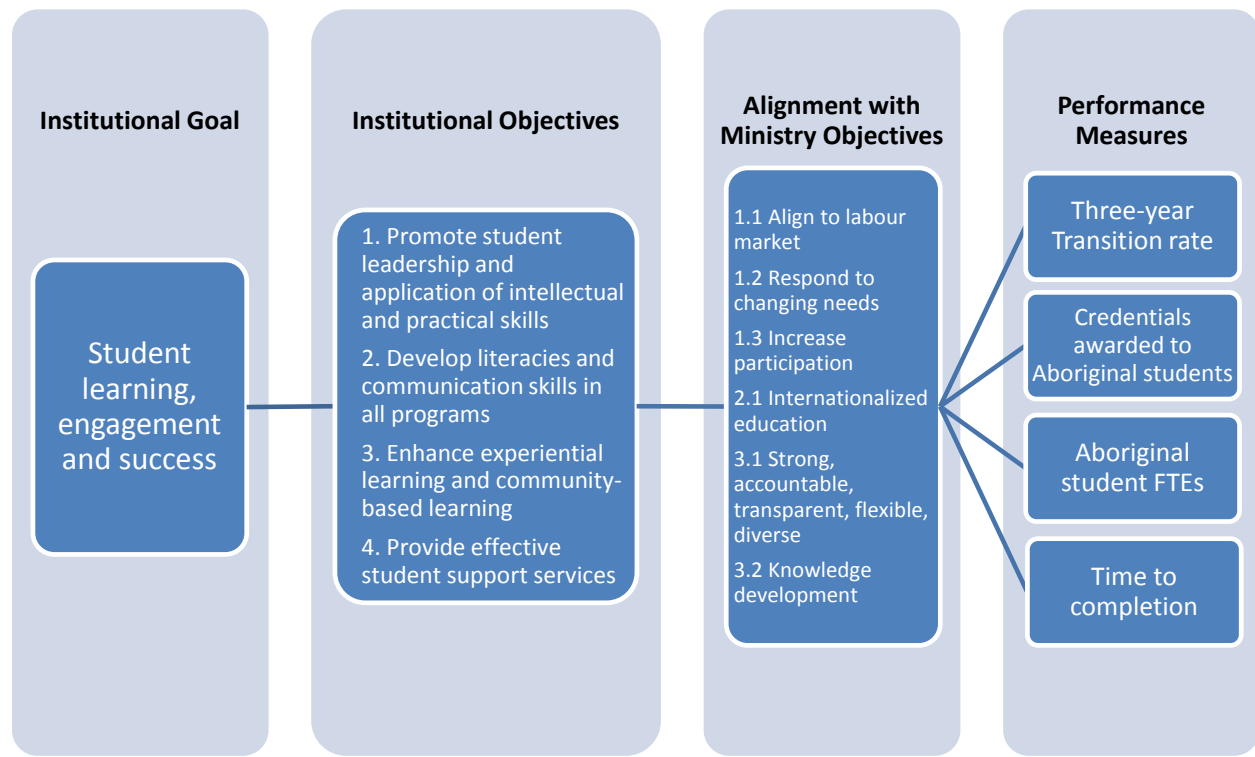 Institutional Goal
Student
learning,
engagement
and success
Institutional Objectives
1. Promote student
leadership and
application of intellectual
and practical skills
2. Develop literacies and
communication skills in
all programs
3. Enhance experiential
learning and community-
based learning
4. Provide effective
student support services
Alignment with
Ministry Objectives
1.1 Align to labour
market
1.2 Respond to
changing needs
1.3 Increase
participation
2.1 Internationalized
education
3.1 Strong,
accountable,
transparent, flexible,
diverse
3.2 Knowledge
development
Performance
Measures
Three-year
Transition rate
Credentials
awarded to
Aboriginal students
Aboriginal
student FTEs
Time to
completion